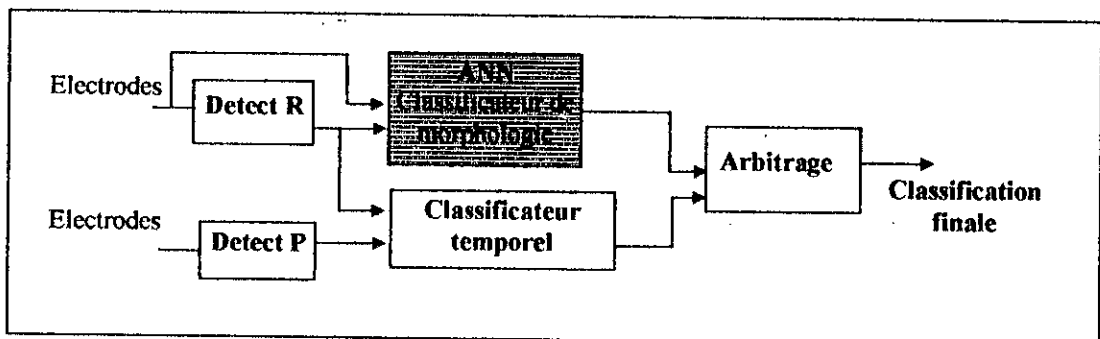 Electrodes
Detect R
ANN
Classificateur de
morphologie
Arbitrage
Classification
finale
Electrodes
Detect P
Classificateur
temporel